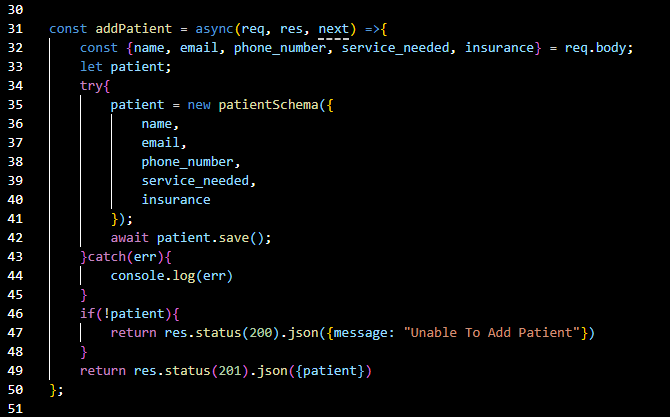 30
31 const addPatient = async(req, res, next) =>{
32 const {name, email, phone_number, service_needed, insurance} = req.body;
33 let patient;
34 try{
35 patient = new patientSchema({
36 name,
37 email,
38 phone_number,
39 service_needed,
40 insurance
41 });
42 await patient.save();
43 }catch(err){
44 console.log(err)
45 }
46 if(!patient){
47 return res.status(200).json({message: "Unable To Add Patient"})
48 }
49 return res.status(201).json({patient})
50 };
51